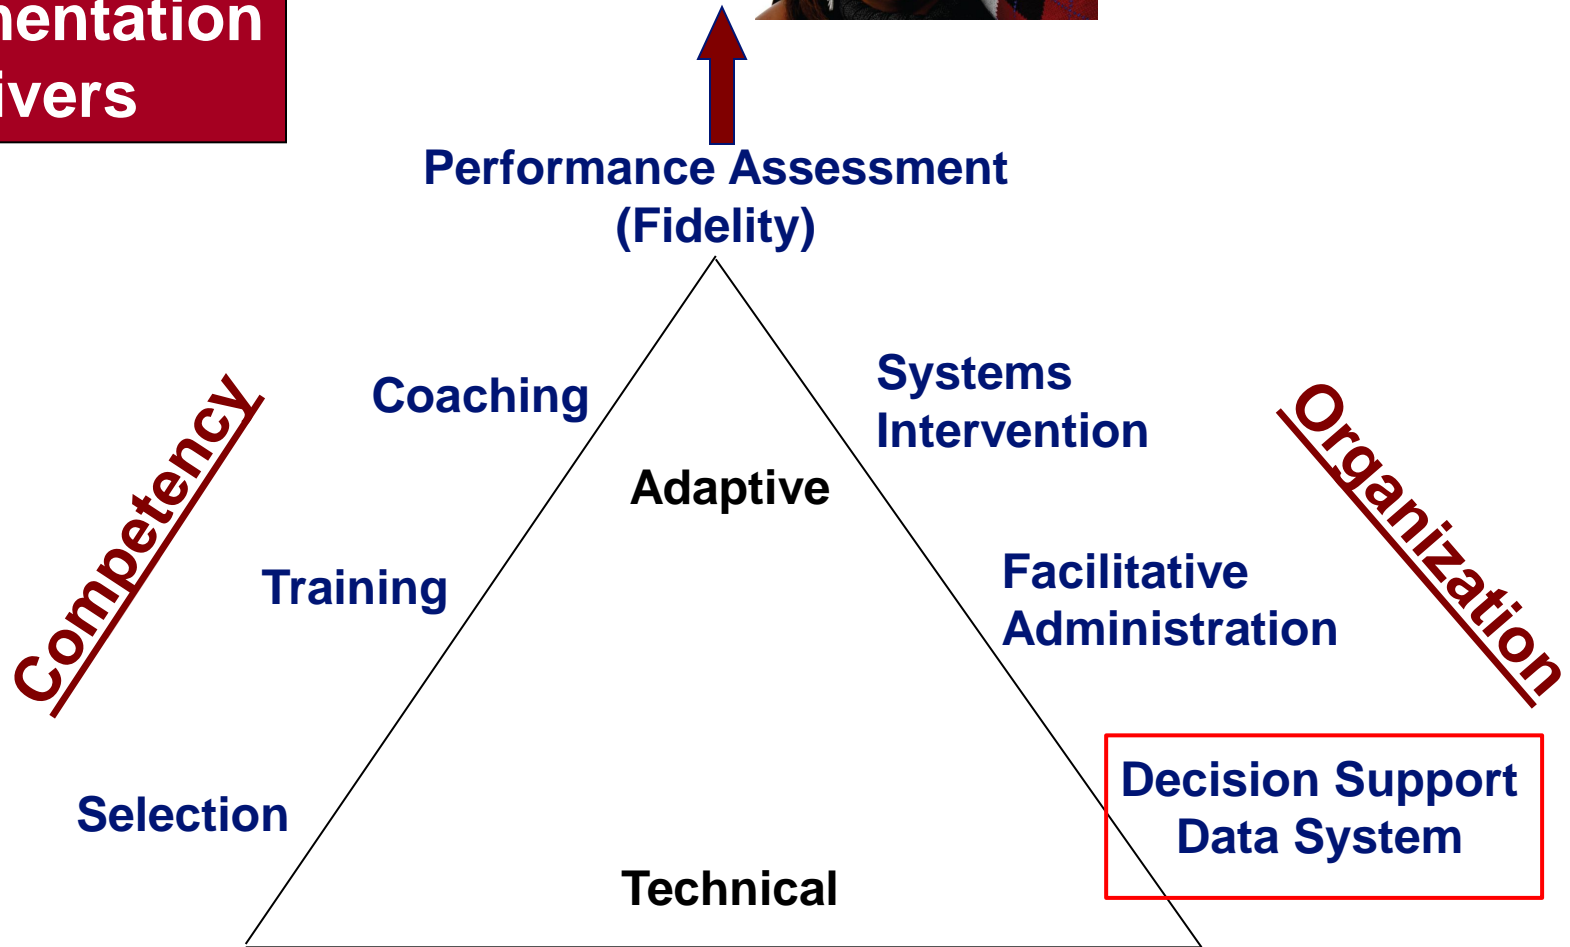 mentation
ivers
Performance Assessment
(Fidelity)
Coaching
Systems
Intervention
Adaptive
Competency
Organization
Training
Facilitative
Administration
Selection
Decision Support
Data System
Technical